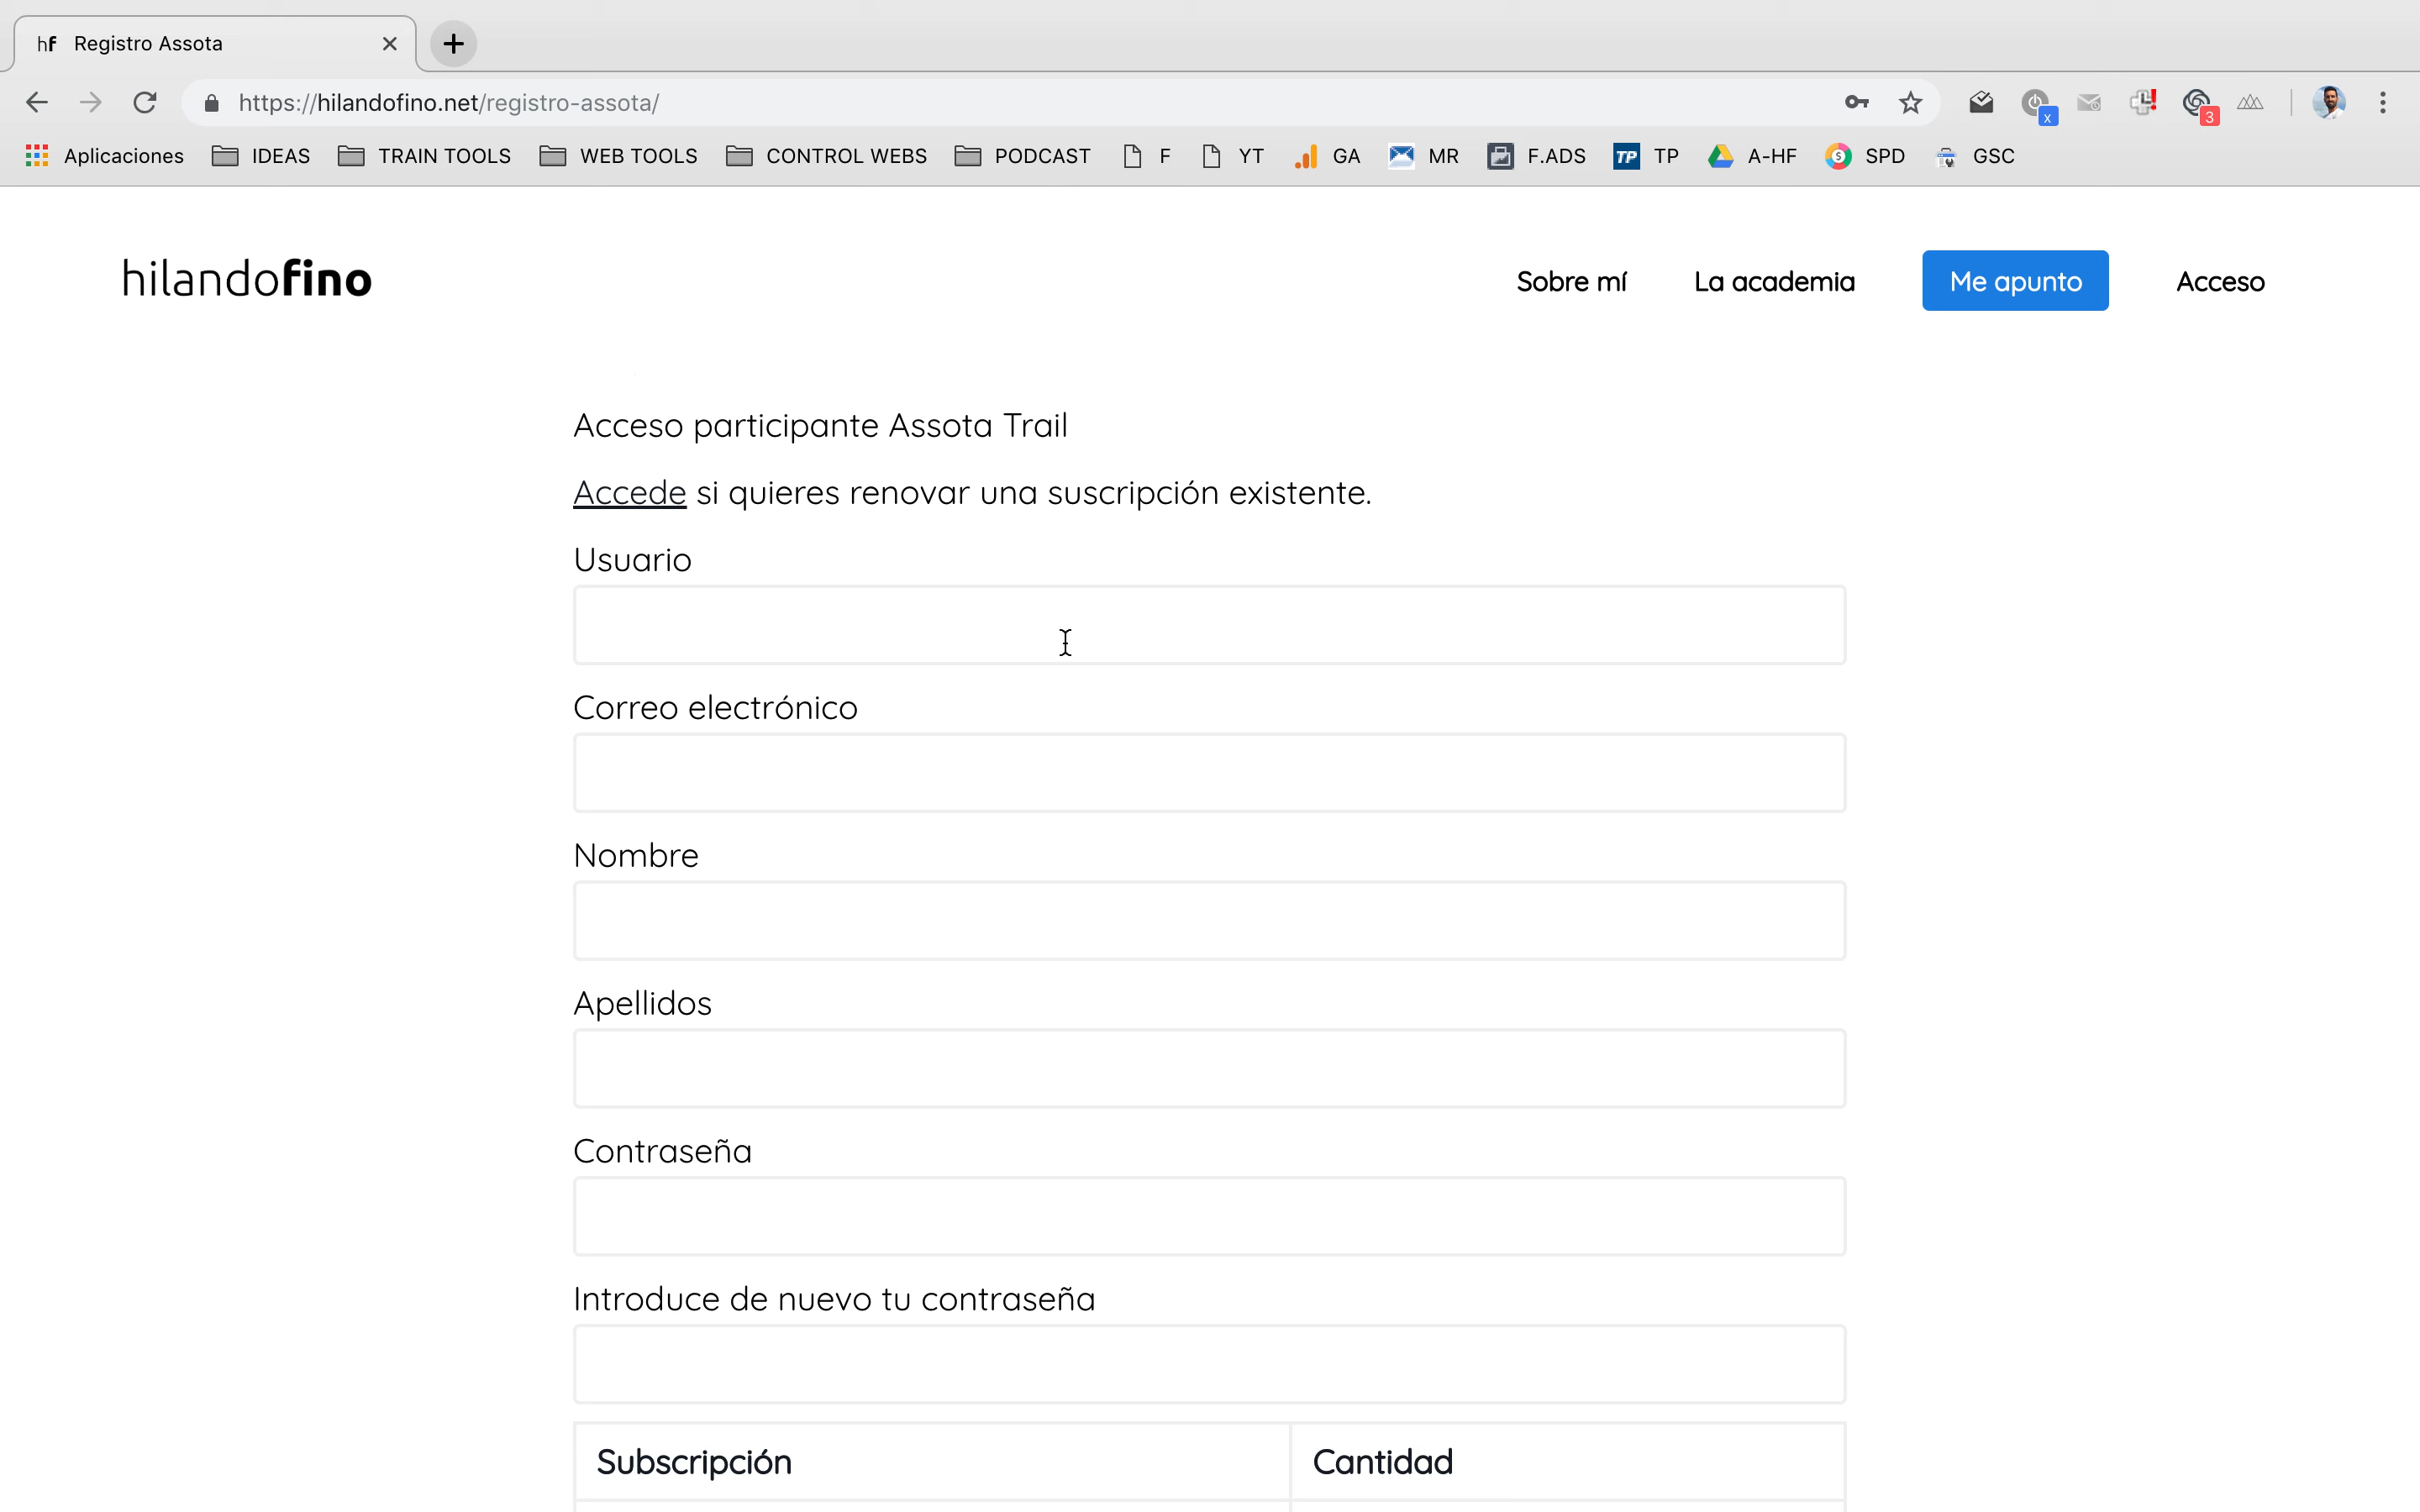 hf Registro Assota
https://hilandofino.net/registro-assota/
x
3
Aplicaciones IDEAS TRAIN TOOLS WEB TOOLS CONTROL WEBS PODCAST F YT GA MR F.ADS TP TP A-HF SPD GSC
hilandofino
Sobre mí La academia Me apunto Acceso
Acceso participante Assota Trail
Accede si quieres renovar una suscripción existente.
Usuario
Correo electrónico
Nombre
Apellidos
Contraseña
Introduce de nuevo tu contraseña
Subscripción Cantidad